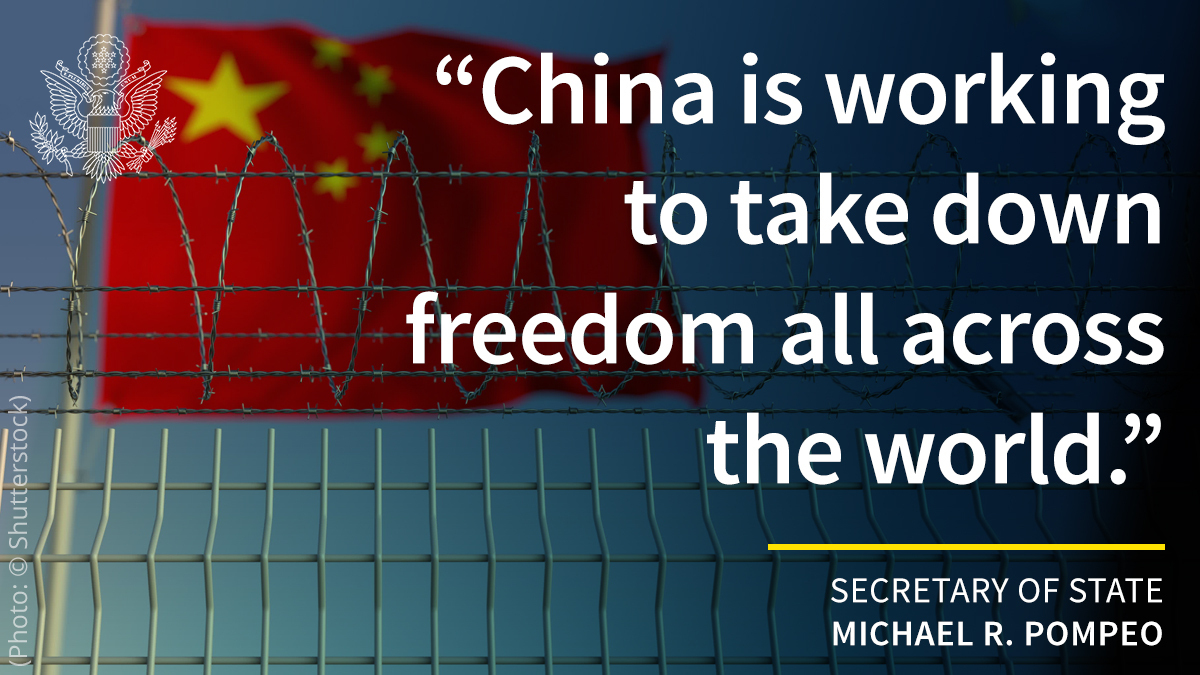 “China is working
to take down
freedom all across
the world.”
SECRETARY OF STATE
MICHAEL R. POMPEO
(Photo: © Shutterstock)